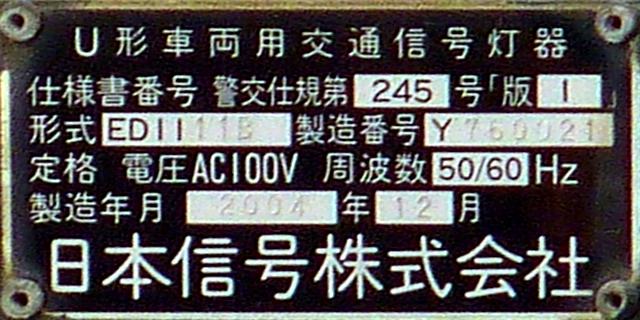 U形車両用交通信号灯器
仕様書番号 警交仕規第 245 号「版 1 」
形式 ED1111B 製造番号 Y760021
定格 電圧AC100V 周波数 50/60 Hz
製造年月 2004 年 12 月
日本信号株式会社